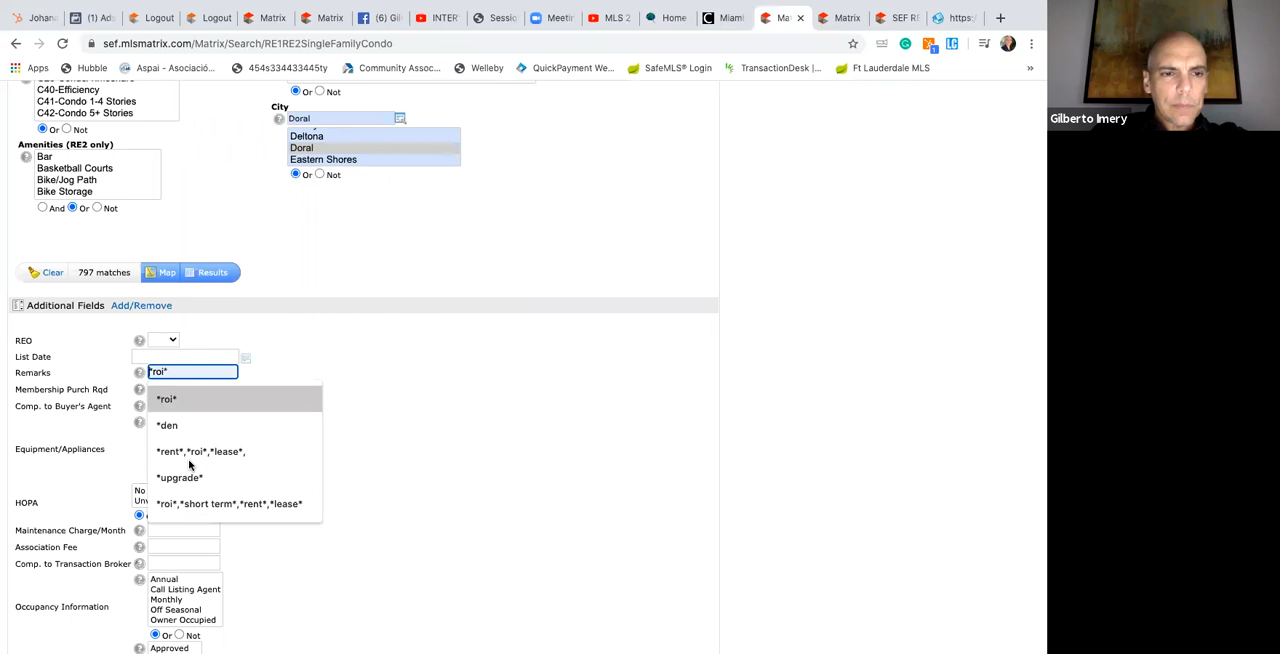 Johana
(1) Ads
Logout
Logout
Matrix
Matrix
(6) Gil
INTER
Sessio
Meetin
MLS 2
Home
Miami
Ma
Matrix
SEF RE
https:/
sef.mlsmatrix.com/Matrix/Search/RE1RE2SingleFamilyCondo
Apps
Hubble
Aspai - Asociació...
454s334433445ty
Community Assoc...
Welleby
QuickPayment We...
SafeMLS® Login
TransactionDesk |...
Ft Lauderdale MLS
»
C40-Efficiency
C41-Condo 1-4 Stories
C42-Condo 5+ Stories
Or Not
Amenities (RE2 only)
Bar
Basketball Courts
Bike/Jog Path
Bike Storage
And Or Not
Or Not
City
Doral
Deltona
Doral
Eastern Shores
Or Not
Clear 797 matches Map Results
Additional Fields Add/Remove
REO
List Date
Remarks *roi*
Membership Purch Rqd
Comp. to Buyer's Agent
Equipment/Appliances
*roi*
*den
*rent*,*roi*,*lease*,
*upgrade*
*roi*,*short term*,*rent*,*lease*
HOPA
No
Maintenance Charge/Month
Association Fee
Comp. to Transaction Broker
Occupancy Information
Annual
Call Listing Agent
Monthly
Off Seasonal
Owner Occupied
Or Not
Approved
Gilberto Imery